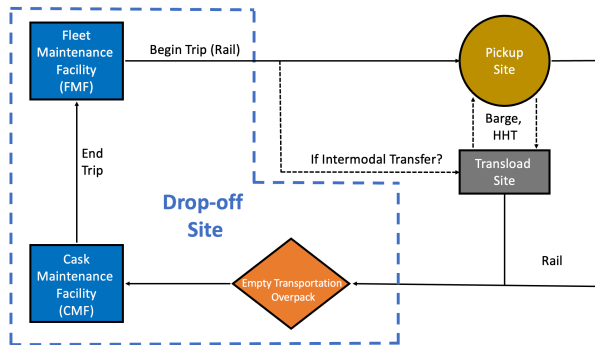 Fleet
Maintenance
Facility
(FMF)
Begin Trip (Rail)
Pickup
Site
Barge,
HHT
If Intermodal Transfer?
Transload
Site
End
Trip
Drop-off
Site
Rail
Cask
Maintenance
Facility
(CMF)
Empty Transportation
Overpack